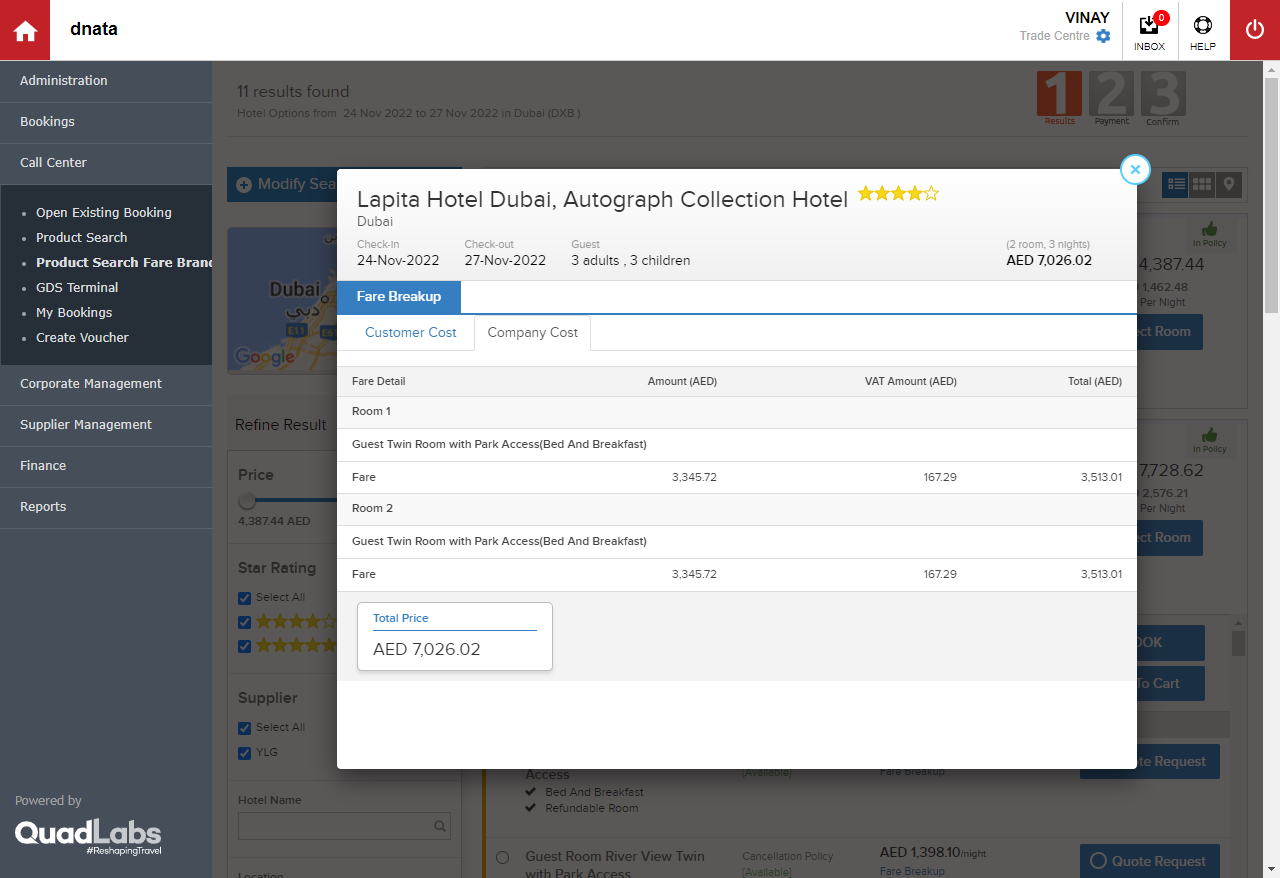 dnata
VINAY
Trade Centre
0
INBOX
HELP
Administration
Bookings
Call Center
Open Existing Booking
Product Search
Product Search Fare Brand
GDS Terminal
My Bookings
Create Voucher
Corporate Management
Supplier Management
Finance
Reports
Powered by
QuadLabs
#ReshapingTravel
11 results found
Hotel Options from 24 Nov 2022 to 27 Nov 2022 in Dubai (DXB )
1 2 3
Results Payment Confirm
Modify Sea
Dubai
دبي
E11
E61
Google
Refine Result
Price
4,387.44 AED
Star Rating
Select All
Supplier
Select All
YLG
Hotel Name
Location
Lapita Hotel Dubai, Autograph Collection Hotel
Dubai
Check-in Check-out Guest (2 room, 3 nights)
24-Nov-2022 27-Nov-2022 3 adults , 3 children AED 7,026.02
Fare Breakup
Customer Cost Company Cost
Fare Detail Amount (AED) VAT Amount (AED) Total (AED)
Room 1
Guest Twin Room with Park Access(Bed And Breakfast)
Fare 3,345.72 167.29 3,513.01
Room 2
Guest Twin Room with Park Access(Bed And Breakfast)
Fare 3,345.72 167.29 3,513.01
Total Price
AED 7,026.02
In Policy
4,387.44
1,462.48
Per Night
ect Room
In Policy
7,728.62
2,576.21
Per Night
ect Room
OOK
To Cart
Access
[Available]
Fare Breakup
te Request
Bed And Breakfast
Refundable Room
Guest Room River View Twin
with Park Access
Cancellation Policy
[Available]
AED 1,398.10/night
Fare Breakup
Quote Request